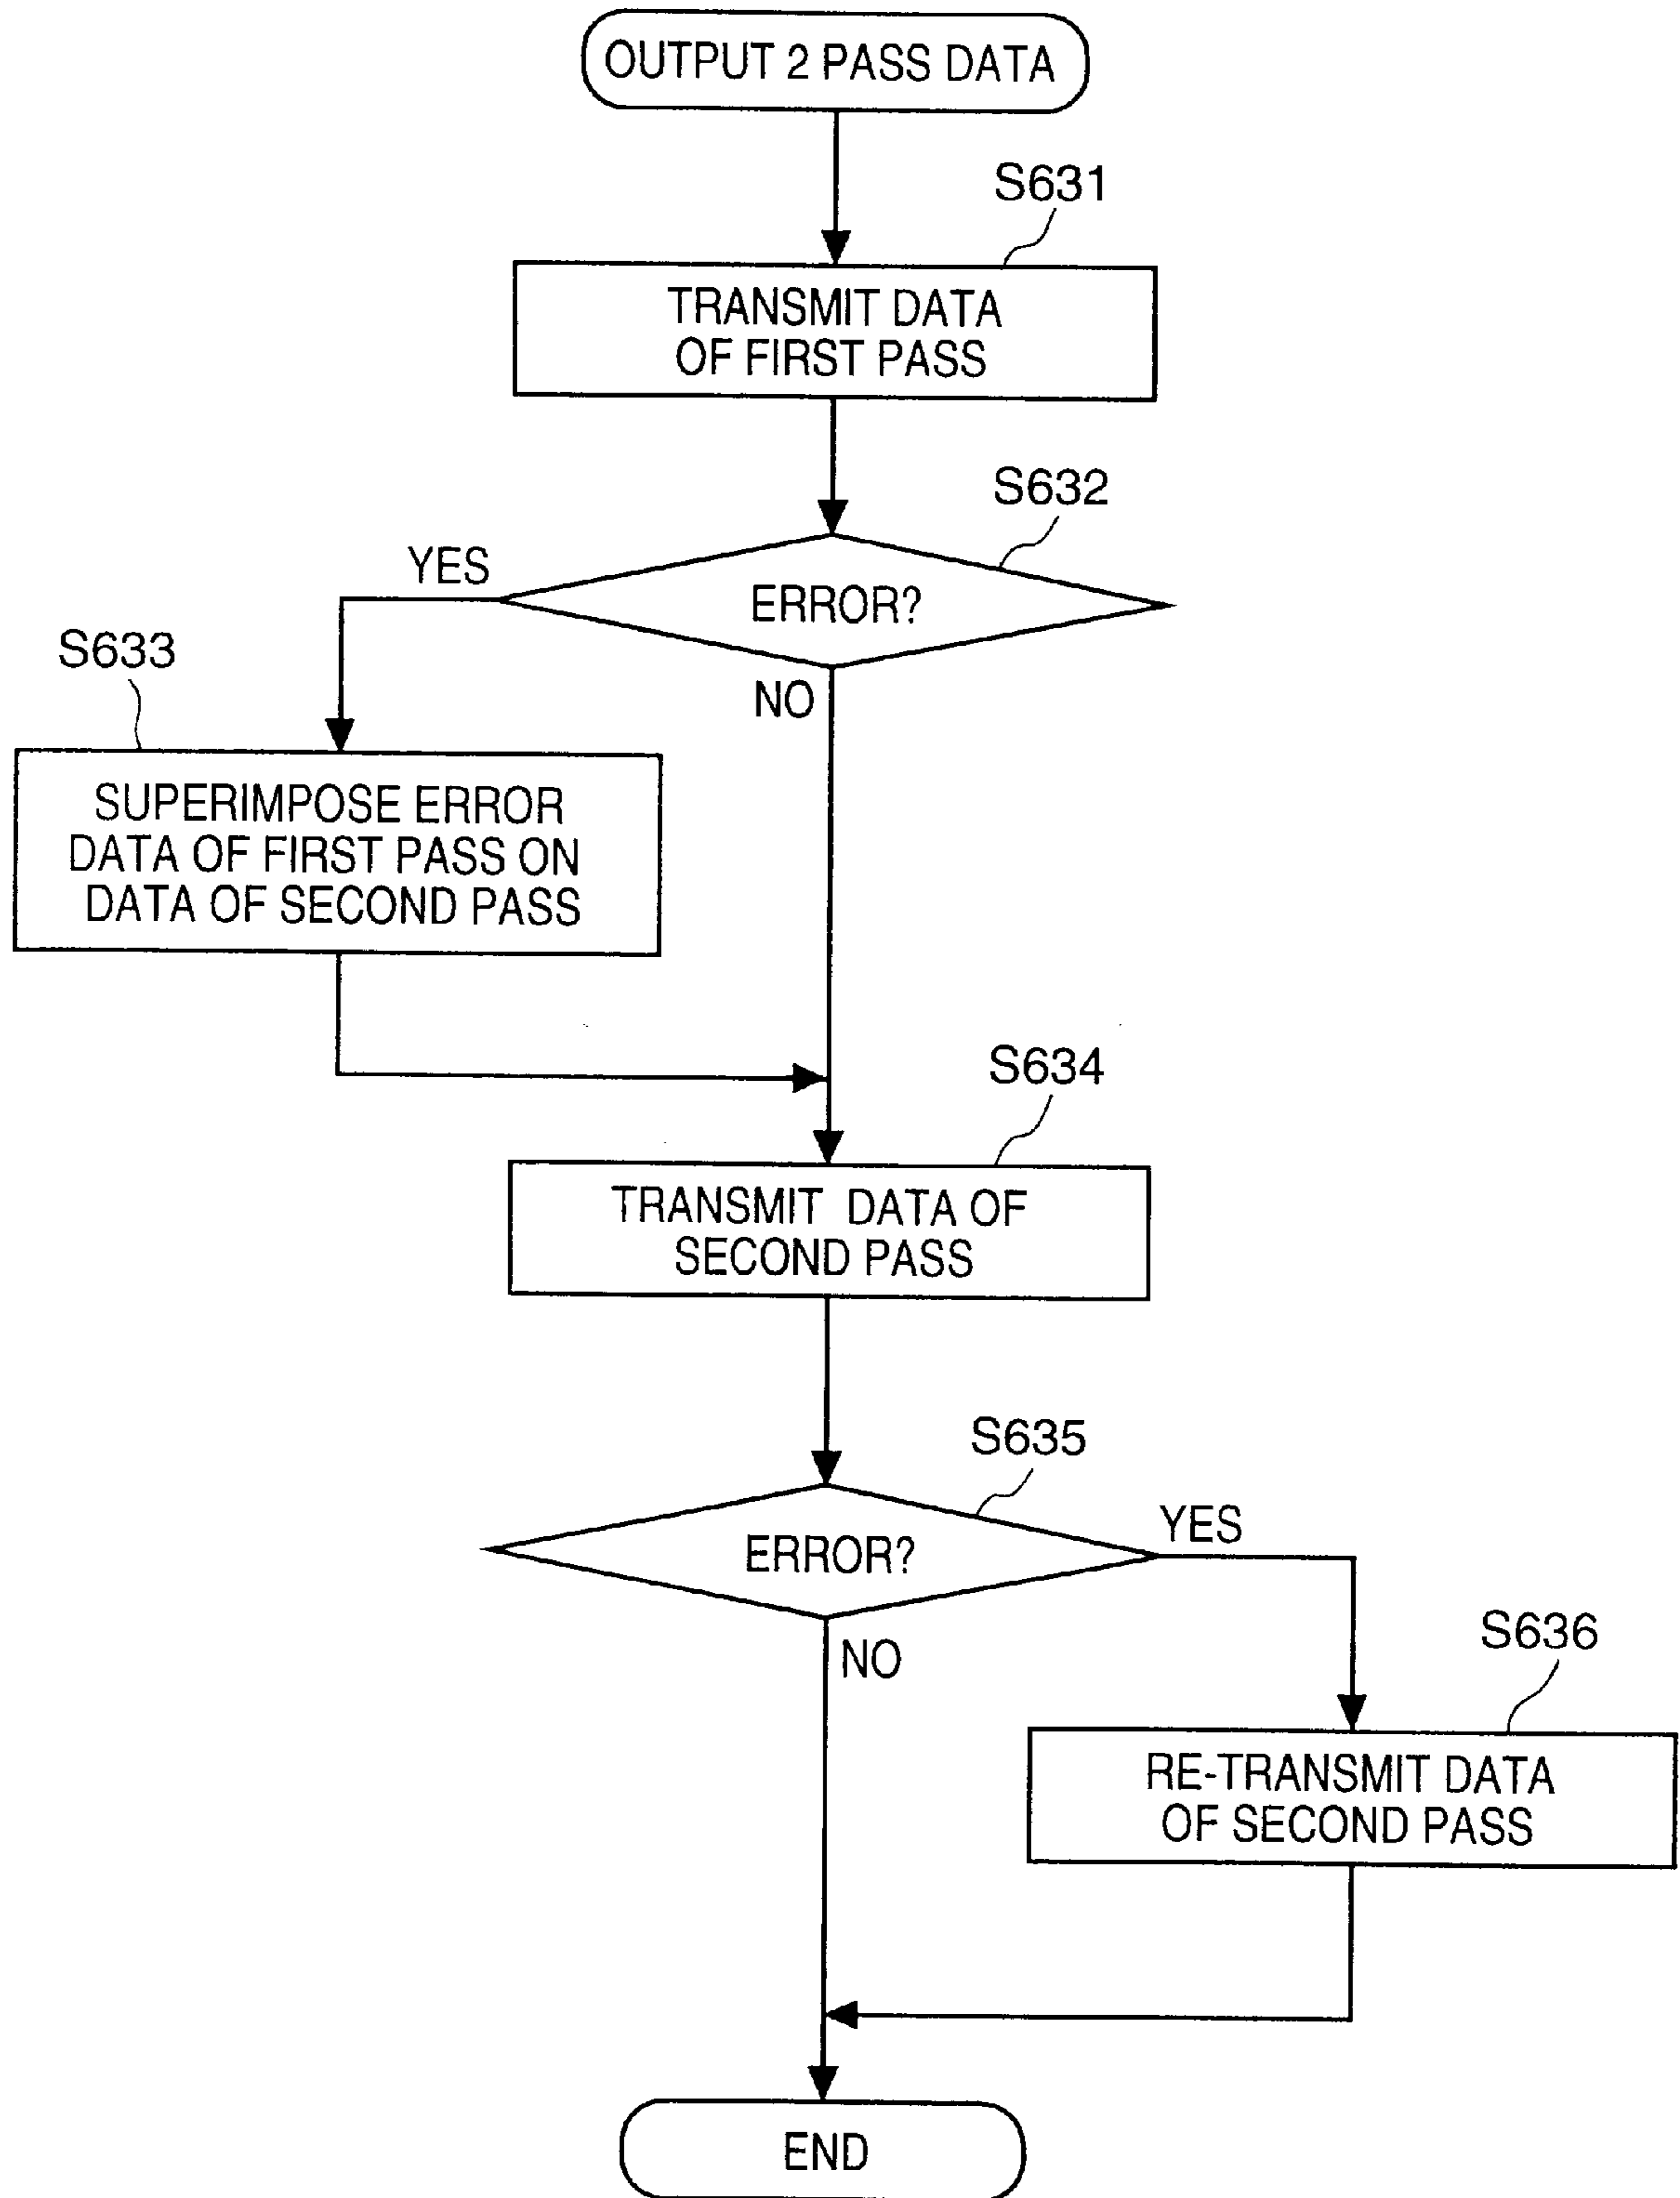 OUTPUT 2 PASS DATA
S631
TRANSMIT DATA
OF FIRST PASS
S632
YES
ERROR?
S633
NO
SUPERIMPOSE ERROR
DATA OF FIRST PASS ON
DATA OF SECOND PASS
S634
TRANSMIT DATA OF
SECOND PASS
S635
YES
ERROR?
NO
S636
RE-TRANSMIT DATA
OF SECOND PASS
END